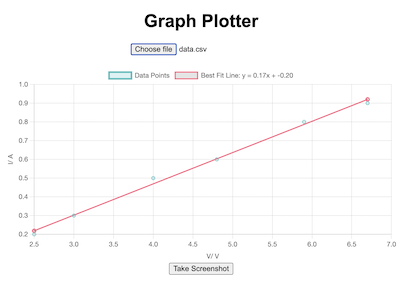 Graph Plotter
Choose file data.csv
Data Points Best Fit Line: y = 0.17x + -0.20
1.0
0.9
0.8
0.7
0.6
0.5
0.4
0.3
0.2
I/ A
2.5 3.0 3.5 4.0 4.5 5.0 5.5 6.0 6.5 7.0
V/ V
Take Screenshot